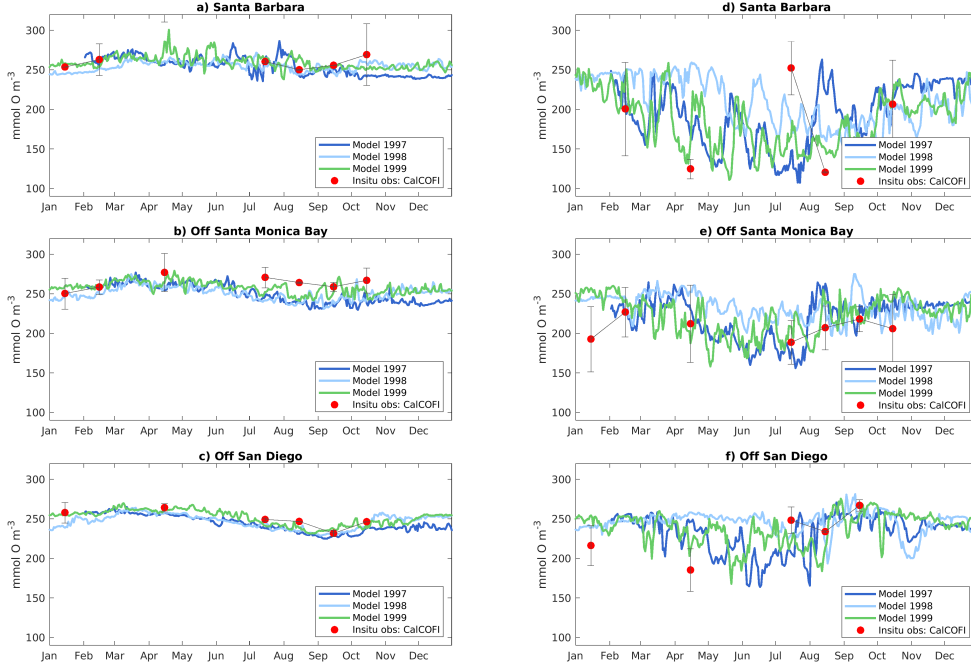 a) Santa Barbara
mmol O m-3
300
250
200
150
100
Jan Feb Mar Apr May Jun Jul Aug Sep Oct Nov Dec
Model 1997
Model 1998
Model 1999
Insitu obs: CalCOFI
d) Santa Barbara
mmol O m-3
300
250
200
150
100
Jan Feb Mar Apr May Jun Jul Aug Sep Oct Nov Dec
Model 1997
Model 1998
Model 1999
Insitu obs: CalCOFI
b) Off Santa Monica Bay
mmol O m-3
300
250
200
150
100
Jan Feb Mar Apr May Jun Jul Aug Sep Oct Nov Dec
Model 1997
Model 1998
Model 1999
Insitu obs: CalCOFI
e) Off Santa Monica Bay
mmol O m-3
300
250
200
150
100
Jan Feb Mar Apr May Jun Jul Aug Sep Oct Nov Dec
Model 1997
Model 1998
Model 1999
Insitu obs: CalCOFI
c) Off San Diego
mmol O m-3
300
250
200
150
100
Jan Feb Mar Apr May Jun Jul Aug Sep Oct Nov Dec
Model 1997
Model 1998
Model 1999
Insitu obs: CalCOFI
f) Off San Diego
mmol O m-3
300
250
200
150
100
Jan Feb Mar Apr May Jun Jul Aug Sep Oct Nov Dec
Model 1997
Model 1998
Model 1999
Insitu obs: CalCOFI